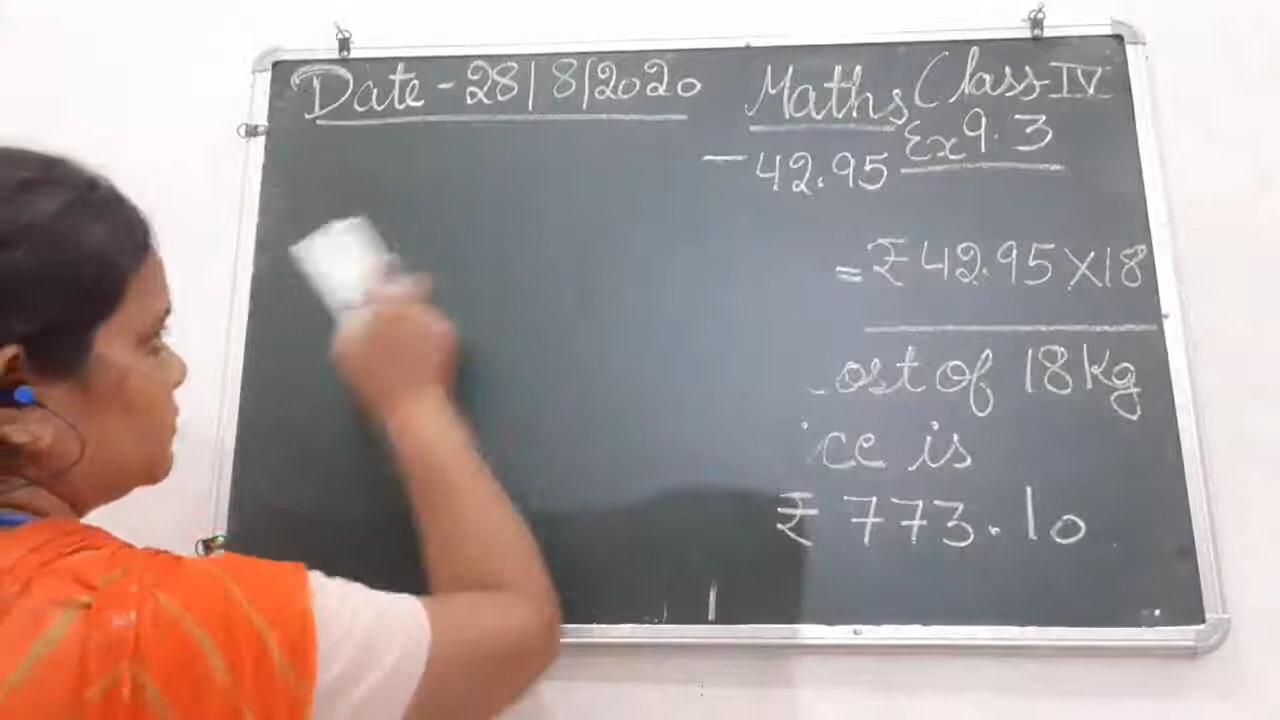 Date - 28/8/2020 Maths Class-IV
Ex 9.3
- 42.95
= ₹ 42.95 X 18
ost of 18 kg
ice is
₹ 773.10